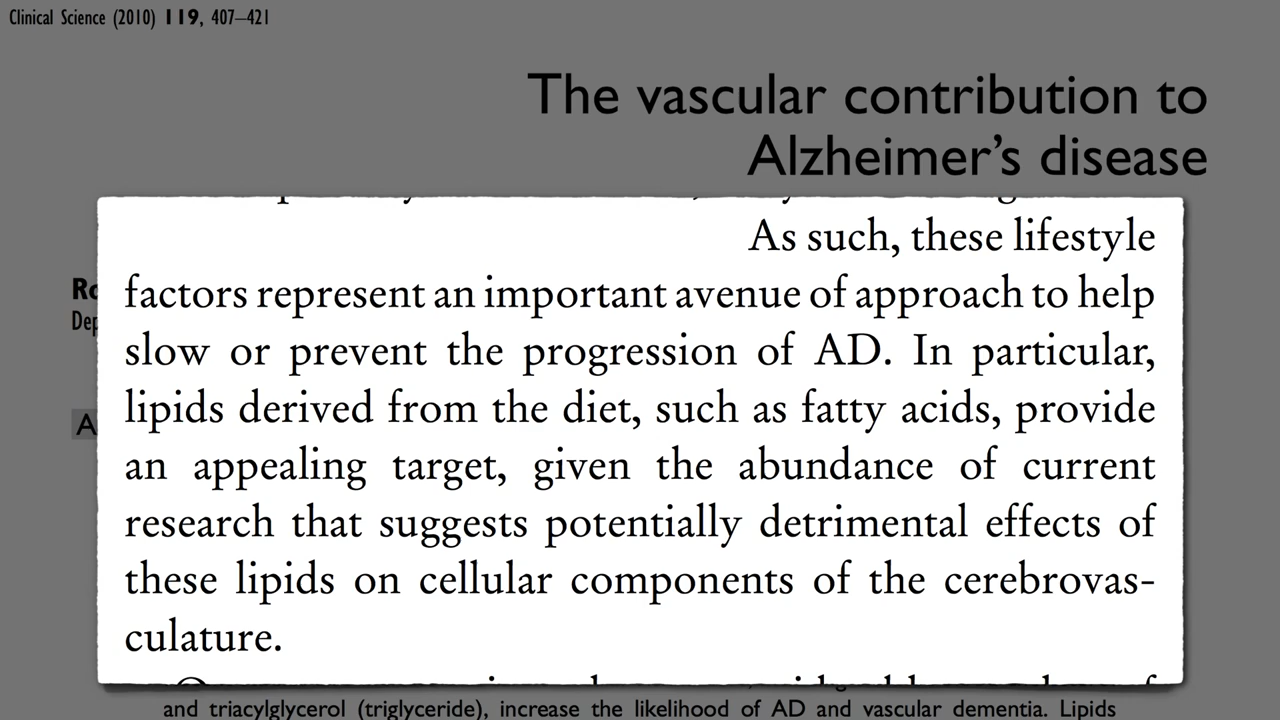 Clinical Science (2010) 119, 407–421
The vascular contribution to
Alzheimer’s disease
As such, these lifestyle
factors represent an important avenue of approach to help
slow or prevent the progression of AD. In particular,
lipids derived from the diet, such as fatty acids, provide
an appealing target, given the abundance of current
research that suggests potentially detrimental effects of
these lipids on cellular components of the cerebrovas-
culature.
and triacylglycerol (triglyceride), increase the likelihood of AD and vascular dementia. Lipids